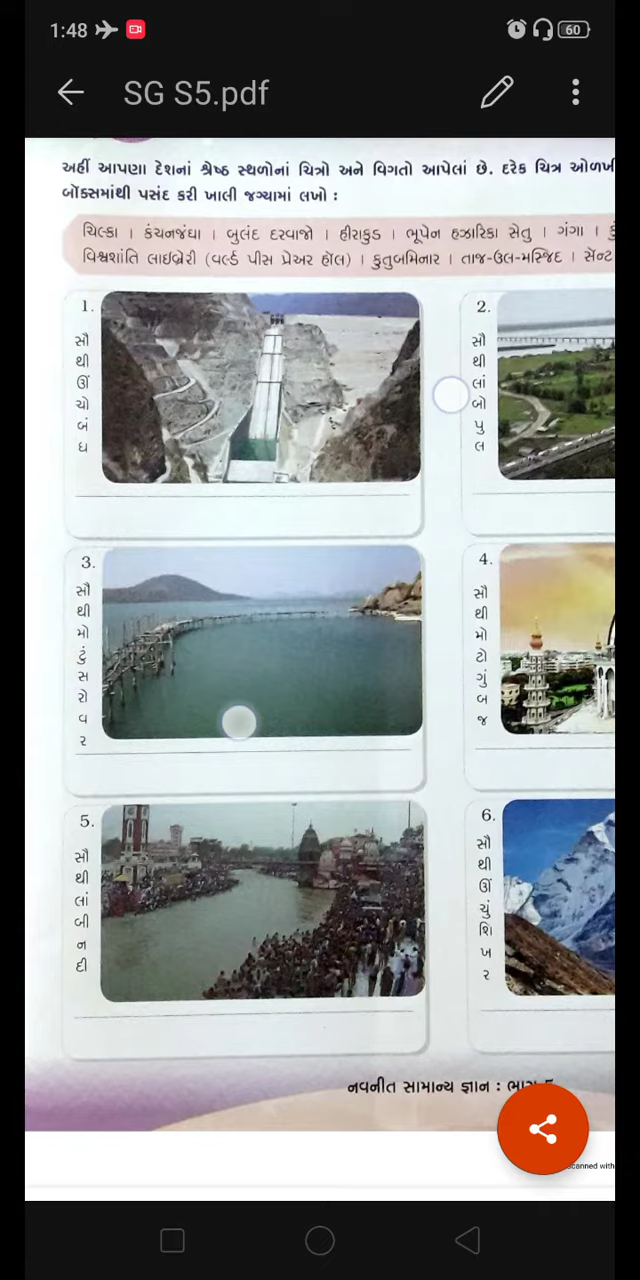 1:48
60
SG S5.pdf
અહીં આપણા દેશનાં શ્રેષ્ઠ સ્થળોનાં ચિત્રો અને વિગતો આપેલાં છે. દરેક ચિત્ર ઓળખી
બૉક્સમાંથી પસંદ કરી ખાલી જગ્યામાં લખો :
ચિલ્કા । કંચનજંઘા । બુલંદ દરવાજો । હીરાકુડ । ભૂપેન હઝારિકા સેતુ । ગંગા ।
વિશ્વશાંતિ લાઇબ્રેરી (વર્લ્ડ પીસ પ્રેઅર હૉલ) । કુતુબમિનાર । તાજ-ઉલ-મસ્જિદ । સૅન્ટ
1.
સૌથી ઊંચો બંધ
2.
સૌથી લાંબો પુલ
3.
સૌથી મોટું સરોવર
4.
સૌથી મોટો ગુંબજ
5.
સૌથી લાંબી નદી
6.
સૌથી ઊંચું શિખર
નવનીત સામાન્ય જ્ઞાન :
scanned with